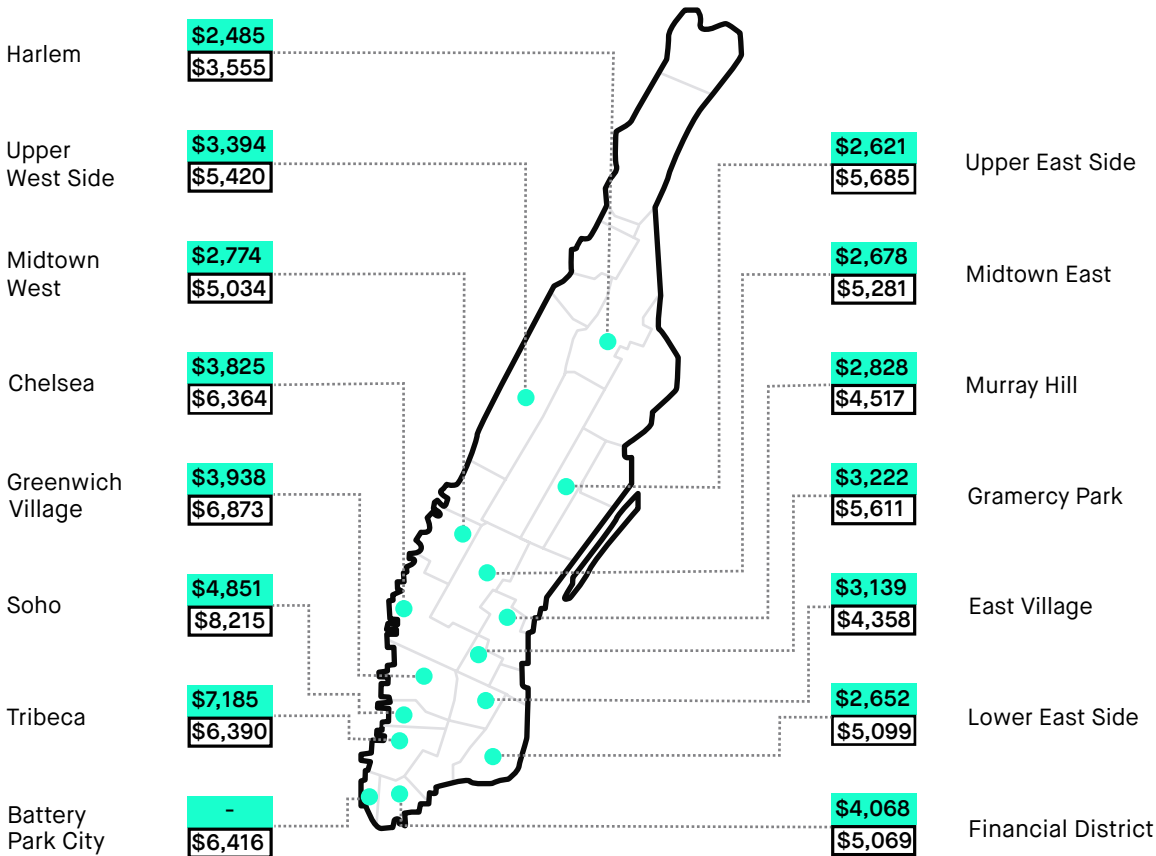 Harlem
$2,485
$3,555
Upper
West Side
$3,394
$5,420
Midtown
West
$2,774
$5,034
Chelsea
$3,825
$6,364
Greenwich
Village
$3,938
$6,873
Soho
$4,851
$8,215
Tribeca
$7,185
$6,390
Battery
Park City
-
$6,416
$2,621
$5,685
Upper East Side
$2,678
$5,281
Midtown East
$2,828
$4,517
Murray Hill
$3,222
$5,611
Gramercy Park
$3,139
$4,358
East Village
$2,652
$5,099
Lower East Side
$4,068
$5,069
Financial District